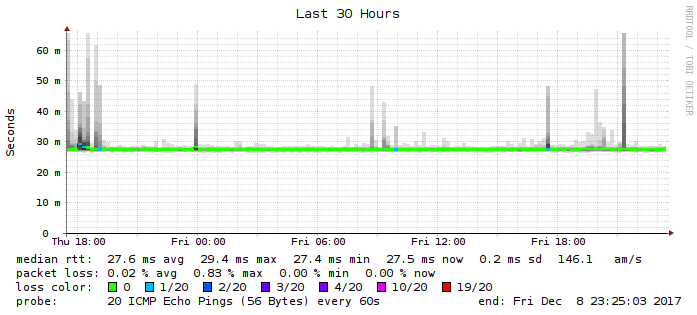 Last 30 Hours
RRDTOOL / TOBI OETIKER
Seconds
60 m
50 m
40 m
30 m
20 m
10 m
0
Thu 18:00 Fri 00:00 Fri 06:00 Fri 12:00 Fri 18:00
median rtt: 27.6 ms avg 29.4 ms max 27.4 ms min 27.5 ms now 0.2 ms sd 146.1 am/s
packet loss: 0.02 % avg 0.83 % max 0.00 % min 0.00 % now
loss color: 0 1/20 2/20 3/20 4/20 10/20 19/20
probe: 20 ICMP Echo Pings (56 Bytes) every 60s end: Fri Dec 8 23:25:03 2017